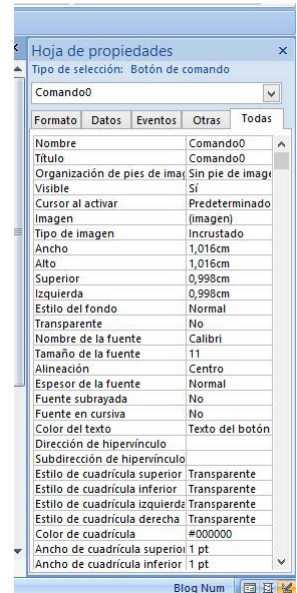 Hoja de propiedades
Tipo de selección: Botón de comando
Comando0
Formato Datos Eventos Otras Todas
Nombre Comando0
Título Comando0
Organización de pies de imag Sin pie de image
Visible Sí
Cursor al activar Predeterminado
Imagen (imagen)
Tipo de imagen Incrustado
Ancho 1,016cm
Alto 1,016cm
Superior 0,998cm
Izquierda 0,998cm
Estilo del fondo Normal
Transparente No
Nombre de la fuente Calibri
Tamaño de la fuente 11
Alineación Centro
Espesor de la fuente Normal
Fuente subrayada No
Fuente en cursiva No
Color del texto Texto del botón
Dirección de hipervínculo
Subdirección de hipervínculo
Estilo de cuadrícula superior Transparente
Estilo de cuadrícula inferior Transparente
Estilo de cuadrícula izquierda Transparente
Estilo de cuadrícula derecha Transparente
Color de cuadrícula #000000
Ancho de cuadrícula superior 1 pt
Ancho de cuadrícula inferior 1 pt
Bloq Num